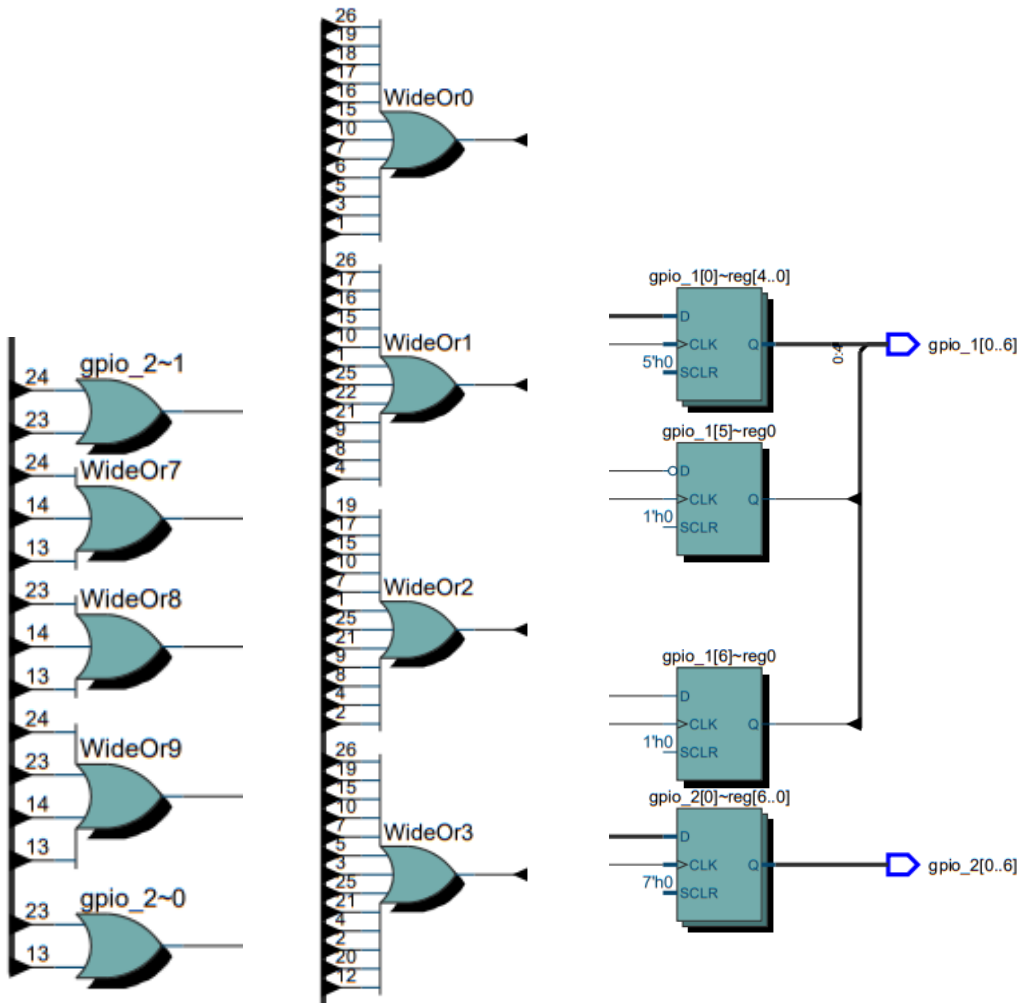 24
gpio_2~1
23
24
WideOr7
14
13
23
WideOr8
14
13
24
WideOr9
23
14
13
23
gpio_2~0
13
26
19
18
17
16
15
WideOr0
10
7
6
5
3
1
26
17
16
15
10
WideOr1
1
25
22
21
9
8
4
19
17
15
10
7
WideOr2
1
25
21
9
8
4
2
26
19
15
10
7
WideOr3
5
3
25
21
4
2
20
12
gpio_1[0]~reg[4..0]
D
CLK Q
5'h0 SCLR
0:4
gpio_1[0..6]
gpio_1[5]~reg0
D
CLK Q
1'h0 SCLR
gpio_1[6]~reg0
D
CLK Q
1'h0 SCLR
gpio_2[0]~reg[6..0]
D
CLK Q
7'h0 SCLR
gpio_2[0..6]